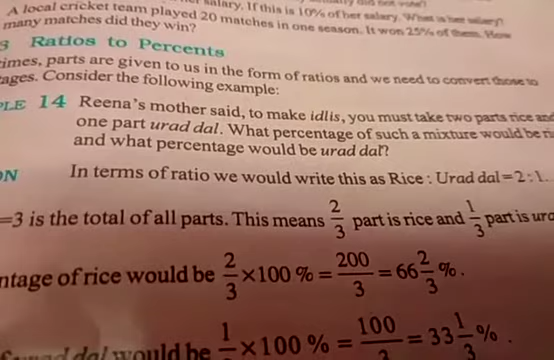 salary. If this is 10% of her salary. What is her salary?
A local cricket team played 20 matches in one season. It won 25% of them. How
many matches did they win?
3 Ratios to Percents
times, parts are given to us in the form of ratios and we need to convert those to
tages. Consider the following example:
PLE 14 Reena's mother said, to make idlis, you must take two parts rice and
one part urad dal. What percentage of such a mixture would be ri
and what percentage would be urad dal?
ON In terms of ratio we would write this as Rice : Urad dal = 2 : 1.
=3 is the total of all parts. This means 2/3 part is rice and 1/3 part is ura
ntage of rice would be 2/3 × 100 % = 200/3 = 66 2/3 %.
urad dal would be 1/3 × 100 % = 100/3 = 33 1/3 %.